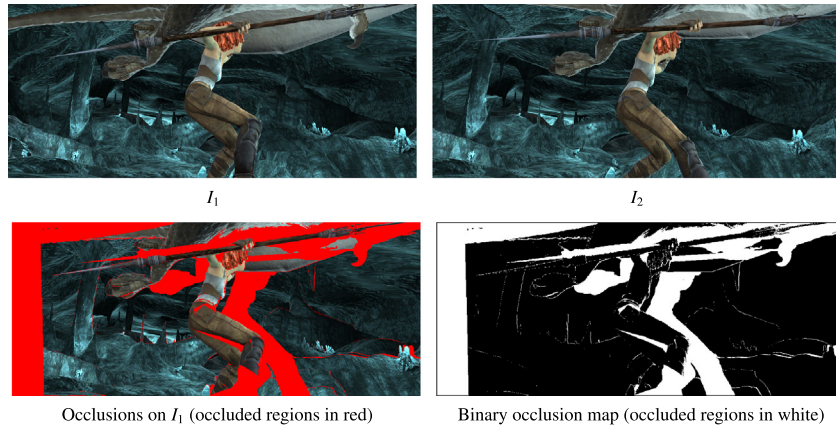 I₁
I₂
Occlusions on I₁ (occluded regions in red)
Binary occlusion map (occluded regions in white)